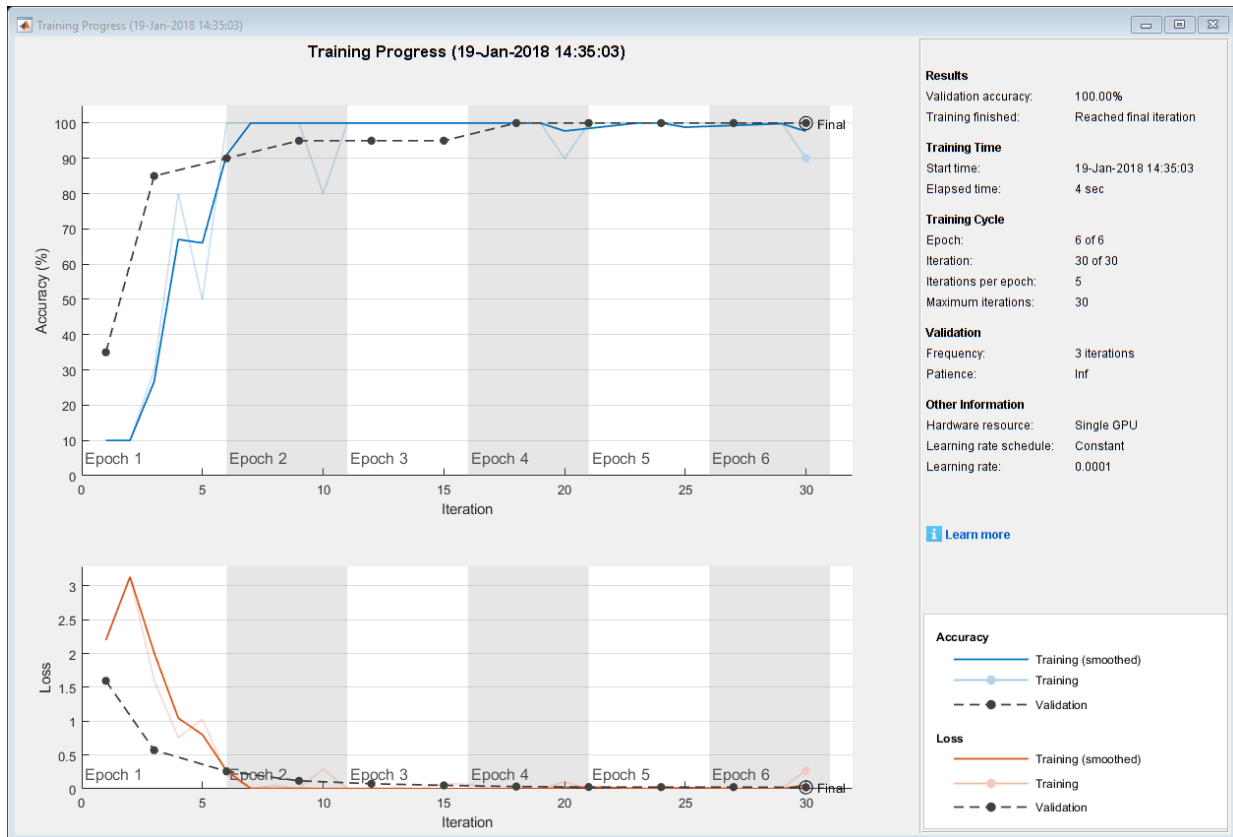 Training Progress (19-Jan-2018 14:35:03)
Training Progress (19-Jan-2018 14:35:03)
100
90
80
70
60
50
40
30
20
10
0
Accuracy (%)
Final
Epoch 1 Epoch 2 Epoch 3 Epoch 4 Epoch 5 Epoch 6
0 5 10 15 20 25 30
Iteration
3
2.5
2
1.5
1
0.5
0
Loss
Epoch 1 Epoch 2 Epoch 3 Epoch 4 Epoch 5 Epoch 6
Final
0 5 10 15 20 25 30
Iteration
Results
Validation accuracy: 100.00%
Training finished: Reached final iteration
Training Time
Start time: 19-Jan-2018 14:35:03
Elapsed time: 4 sec
Training Cycle
Epoch: 6 of 6
Iteration: 30 of 30
Iterations per epoch: 5
Maximum iterations: 30
Validation
Frequency: 3 iterations
Patience: Inf
Other Information
Hardware resource: Single GPU
Learning rate schedule: Constant
Learning rate: 0.0001
i Learn more
Accuracy
Training (smoothed)
Training
Validation
Loss
Training (smoothed)
Training
Validation